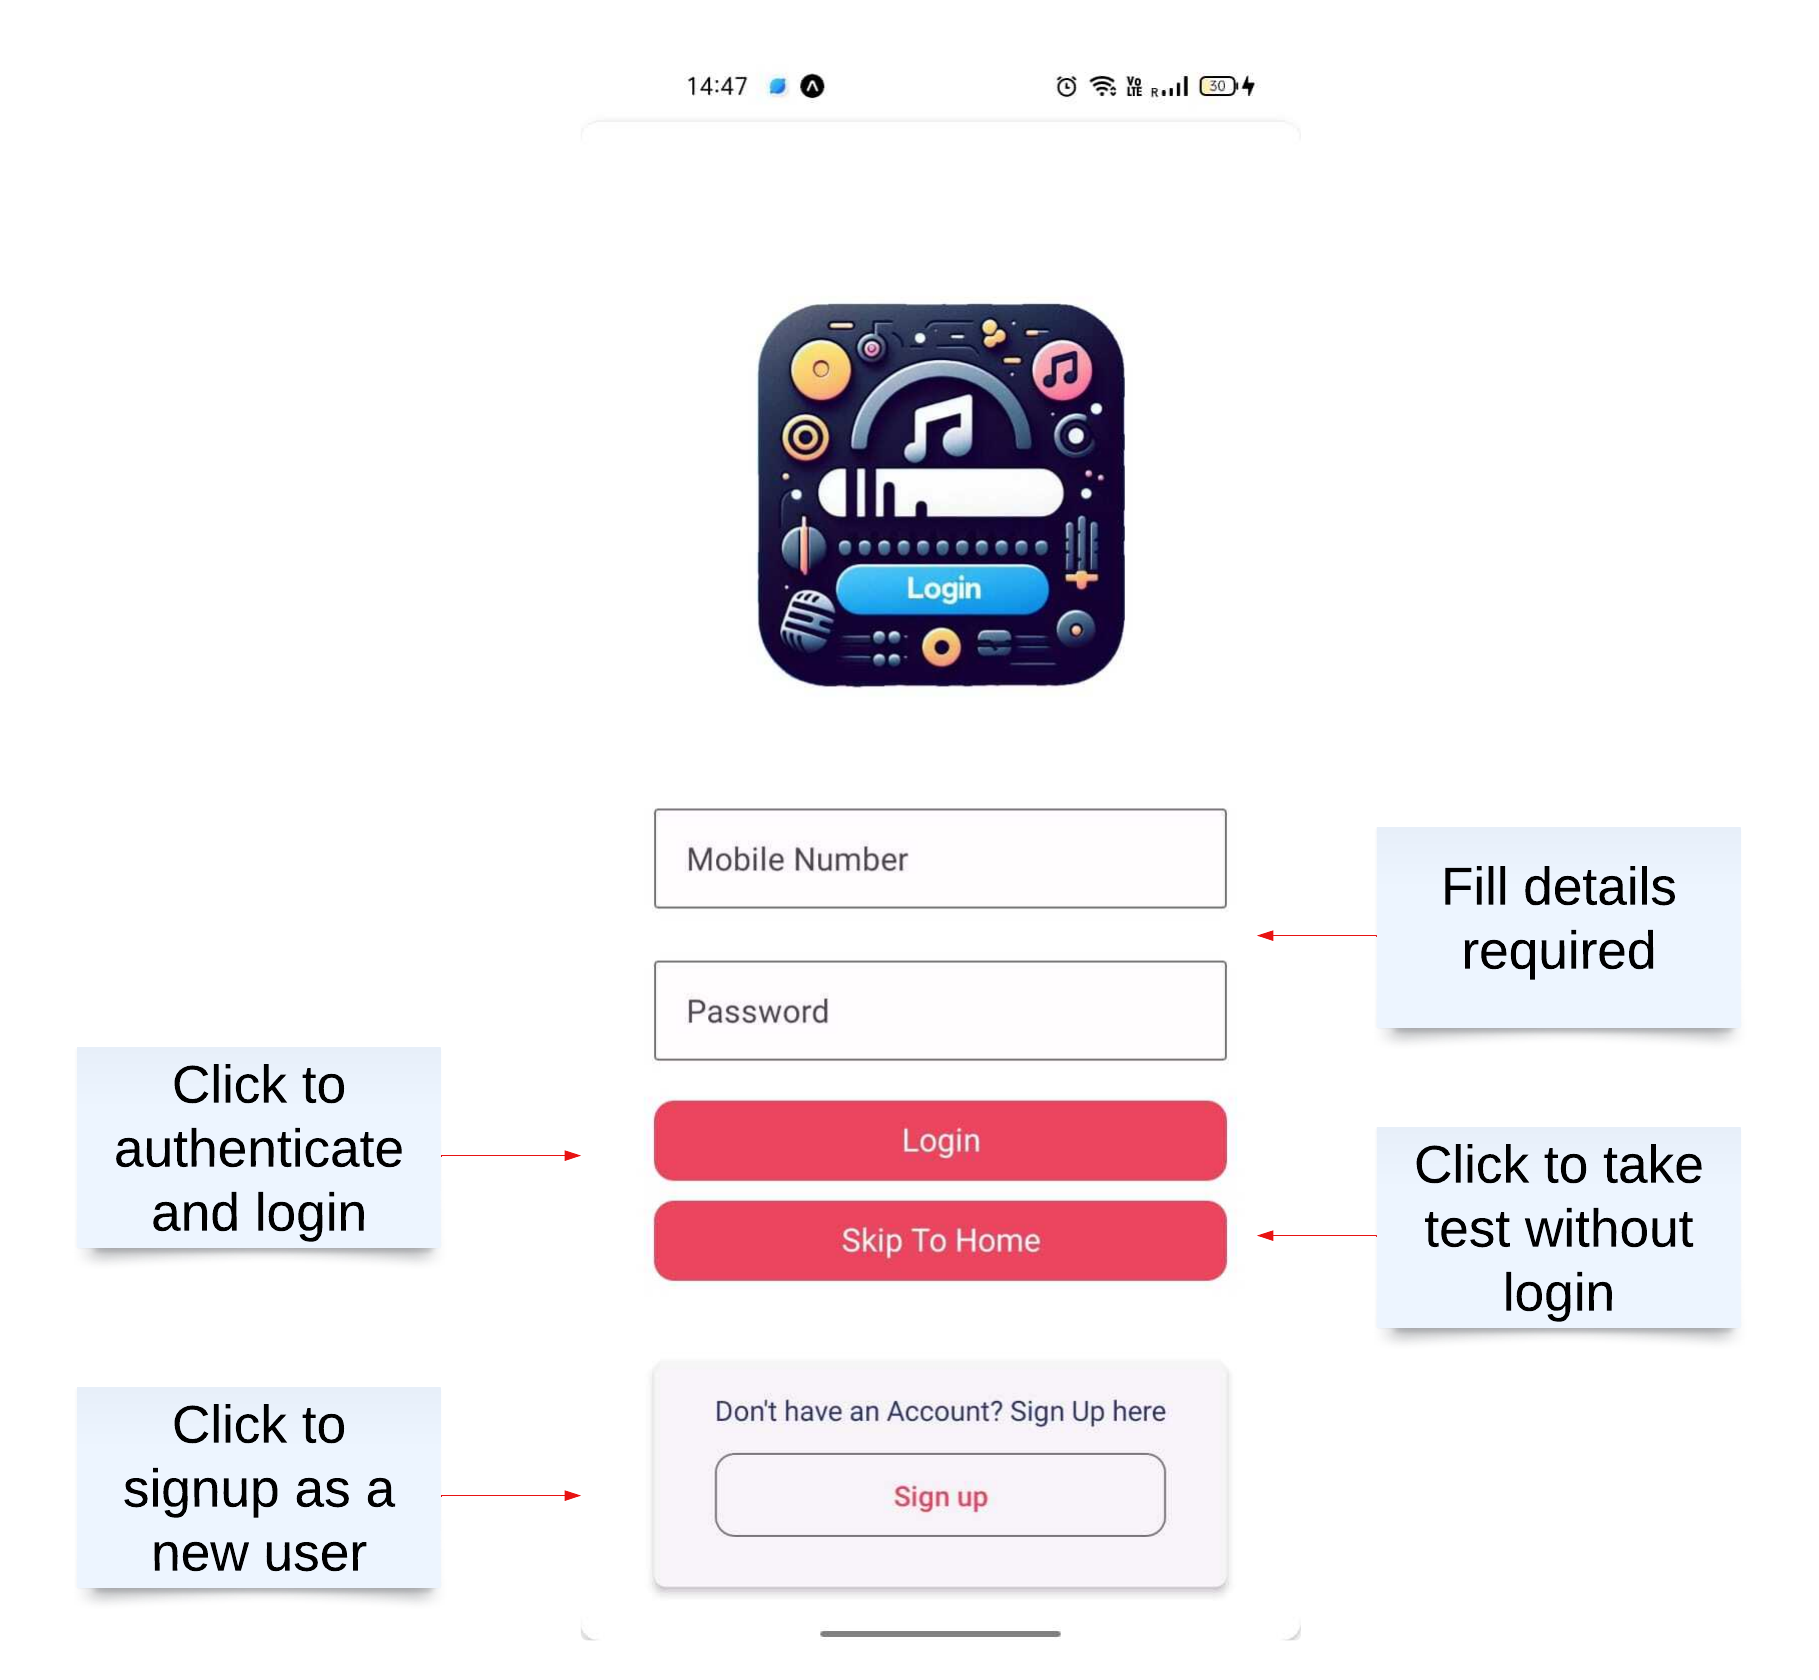 14:47
Vo
LTE
R
30
Login
Mobile Number
Fill details
required
Password
Click to
authenticate
and login
Login
Click to take
test without
login
Skip To Home
Don't have an Account? Sign Up here
Click to
signup as a
new user
Sign up